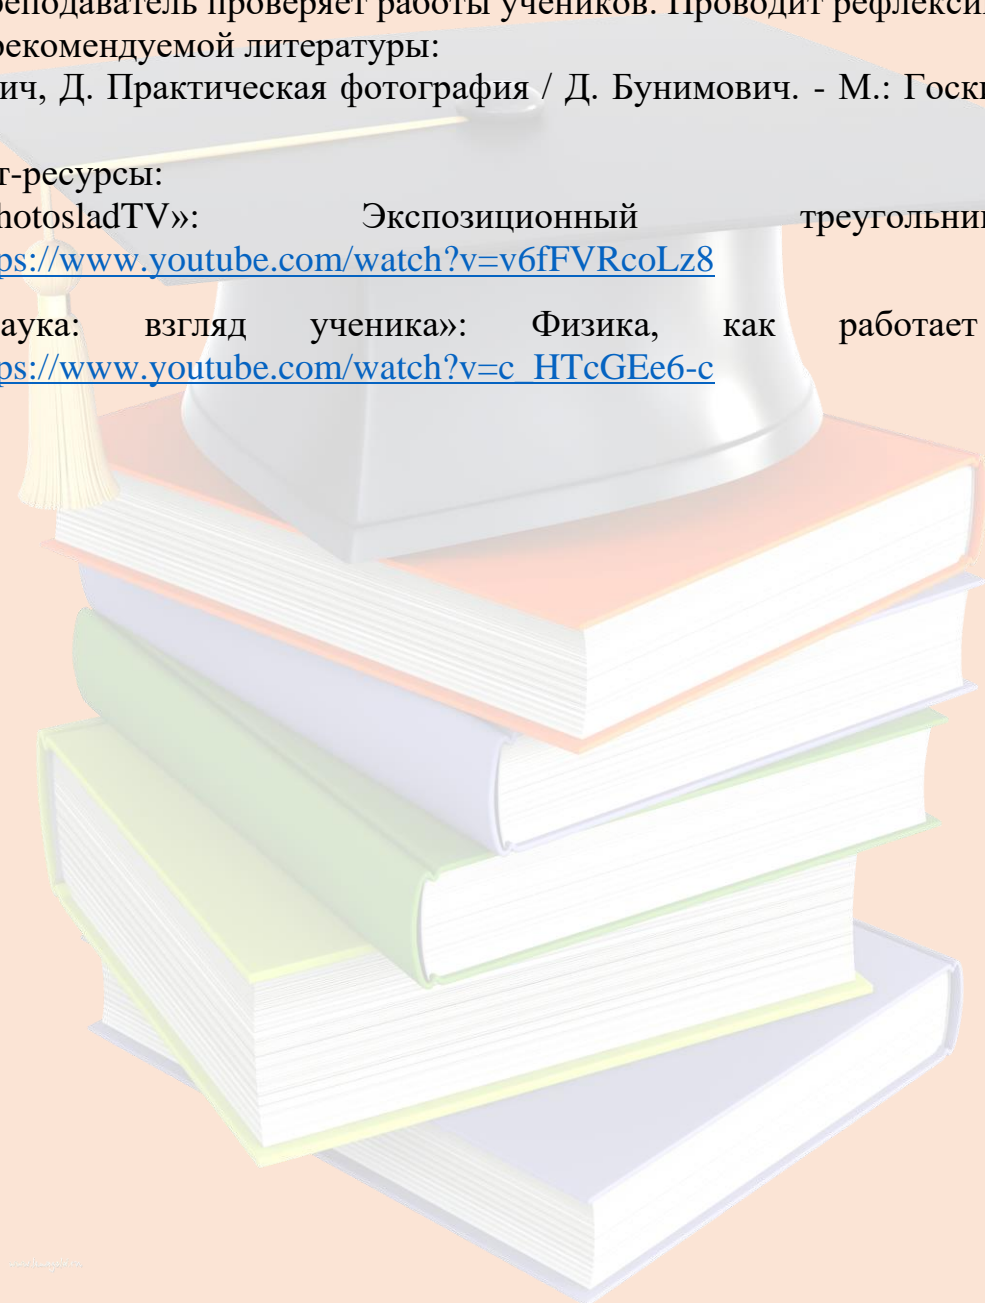 реподаватель проверяет работы учеников. Проводит рефлекси
рекомендуемой литературы:
ич, Д. Практическая фотография / Д. Бунимович. - М.: Госки
т-ресурсы:
hotosladTV»: Экспозиционный треугольни
ps://www.youtube.com/watch?v=v6fFVRcoLz8
аука: взгляд ученика»: Физика, как работает
ps://www.youtube.com/watch?v=c_HTcGEe6-c